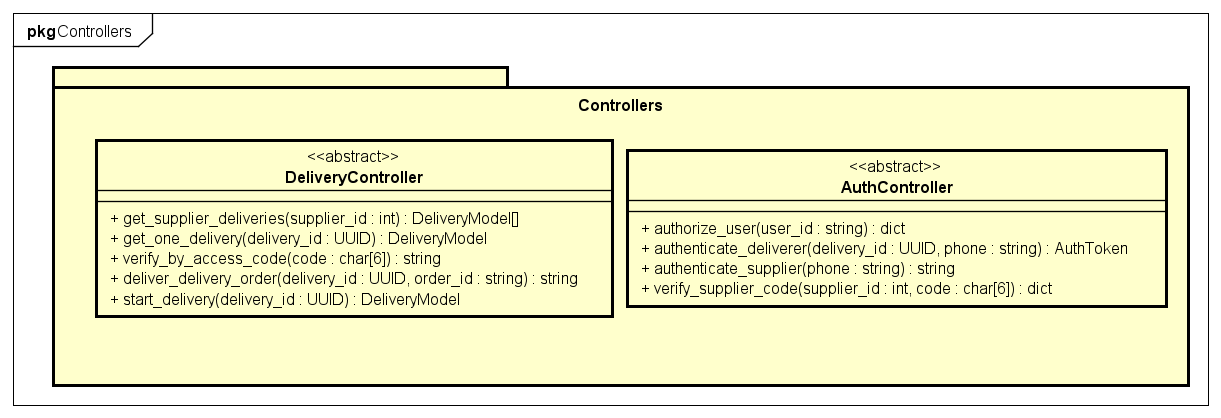 pkg Controllers
Controllers
<<abstract>>
DeliveryController
+ get_supplier_deliveries(supplier_id : int) : DeliveryModel[]
+ get_one_delivery(delivery_id : UUID) : DeliveryModel
+ verify_by_access_code(code : char[6]) : string
+ deliver_delivery_order(delivery_id : UUID, order_id : string) : string
+ start_delivery(delivery_id : UUID) : DeliveryModel
<<abstract>>
AuthController
+ authorize_user(user_id : string) : dict
+ authenticate_deliverer(delivery_id : UUID, phone : string) : AuthToken
+ authenticate_supplier(phone : string) : string
+ verify_supplier_code(supplier_id : int, code : char[6]) : dict